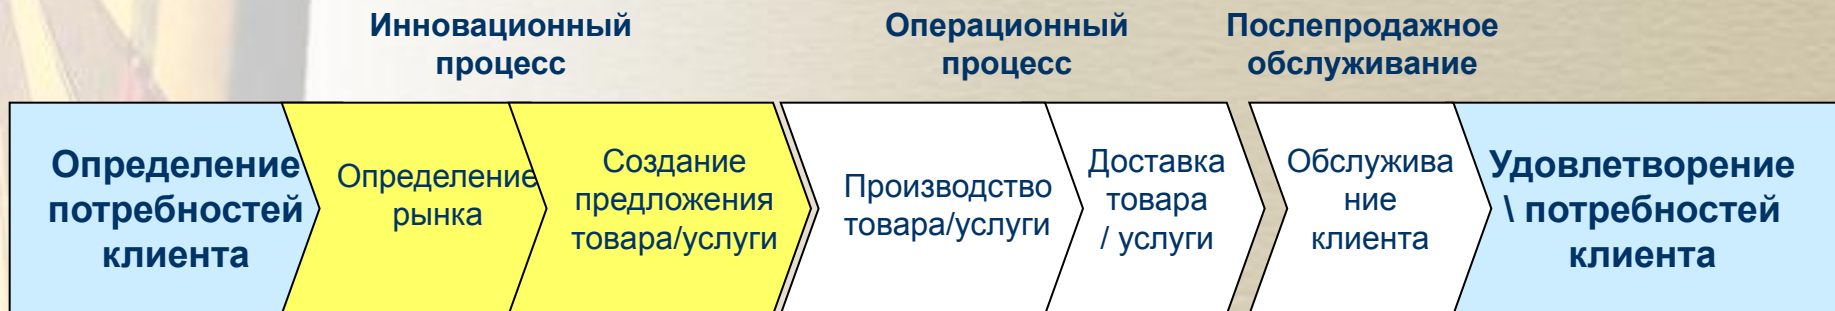 Инновационный
процесс
Операционный
процесс
Послепродажное
обслуживание
Определение
потребностей
клиента
Определение
рынка
Создание
предложения
товара/услуги
Производство
товара/услуги
Доставка
товара
/ услуги
Обслужива
ние
клиента
Удовлетворение
\ потребностей
клиента